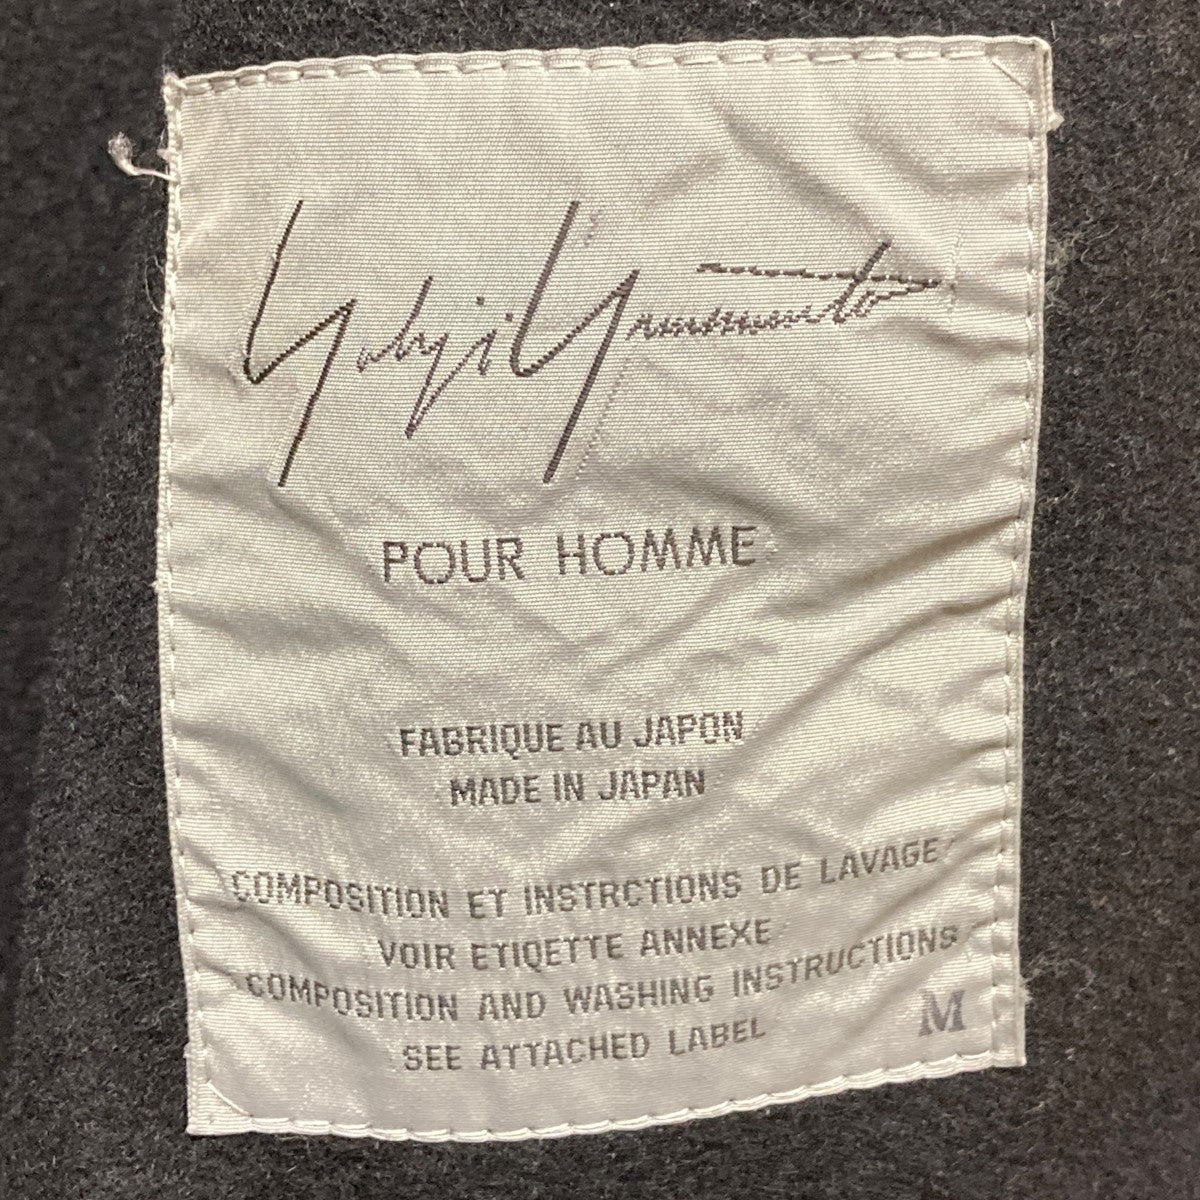 Yohji Yamamoto
POUR HOMME
FABRIQUE AU JAPON
MADE IN JAPAN
COMPOSITION ET INSTRCTIONS DE LAVAGE
VOIR ETIQETTE ANNEXE
COMPOSITION AND WASHING INSTRUCTIONS
SEE ATTACHED LABEL
M